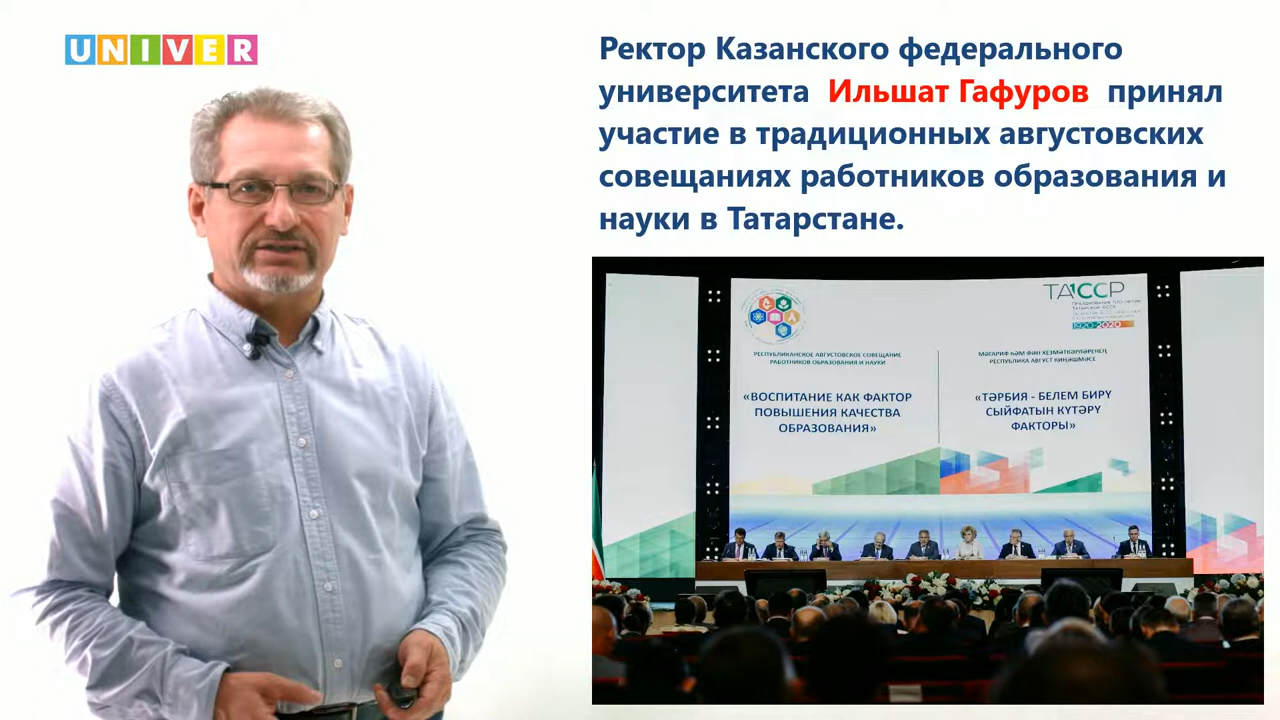 UNIVER
Ректор Казанского федерального
университета Ильшат Гафуров принял
участие в традиционных августовских
совещаниях работников образования и
науки в Татарстане.
ТАССР
1920-2020
РЕСПУБЛИКАНСКОЕ АВГУСТОВСКОЕ СОВЕЩАНИЕ
РАБОТНИКОВ ОБРАЗОВАНИЯ И НАУКИ
«ВОСПИТАНИЕ КАК ФАКТОР
ПОВЫШЕНИЯ КАЧЕСТВА
ОБРАЗОВАНИЯ»
МӘГАРИФ ҺӘМ ФӘН ХЕЗМӘТКӘРЛӘРЕНЕҢ
РЕСПУБЛИКА АВГУСТ КИҢӘШМӘСЕ
«ТӘРБИЯ - БЕЛЕМ БИРҮ
СЫЙФАТЫН КҮТӘРҮ
ФАКТОРЫ»